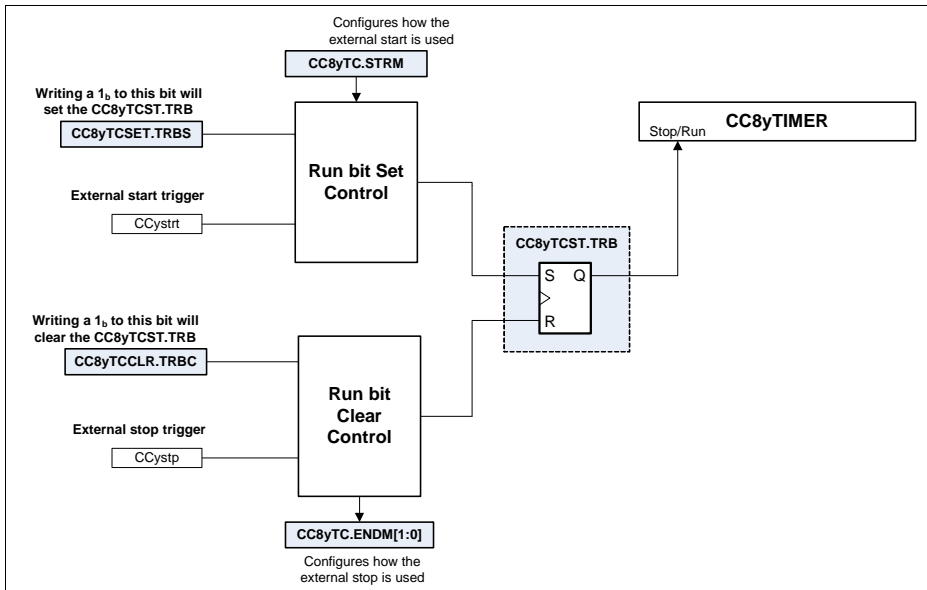 Configures how the
external start is used
CC8yTC.STRM
Writing a 1b to this bit will
set the CC8yTCST.TRB
CC8yTCSET.TRBS
Run bit Set
Control
External start trigger
CCystrt
CC8yTIMER
Stop/Run
CC8yTCST.TRB
S Q
R
Writing a 1b to this bit will
clear the CC8yTCST.TRB
CC8yTCCLR.TRBC
Run bit
Clear
Control
External stop trigger
CCystp
CC8yTC.ENDM[1:0]
Configures how the
external stop is used